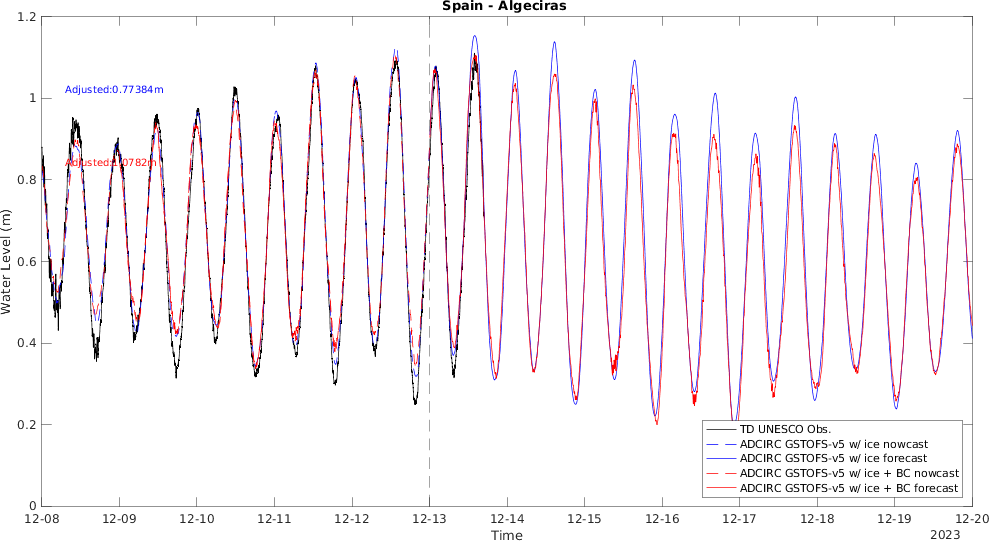 Spain - Algeciras
Water Level (m)
1.2
1
0.8
0.6
0.4
0.2
0
Adjusted:0.77384m
Adjusted:1.0782m
TD UNESCO Obs.
ADCIRC GSTOFS-v5 w/ ice nowcast
ADCIRC GSTOFS-v5 w/ ice forecast
ADCIRC GSTOFS-v5 w/ ice + BC nowcast
ADCIRC GSTOFS-v5 w/ ice + BC forecast
12-08 12-09 12-10 12-11 12-12 12-13 12-14 12-15 12-16 12-17 12-18 12-19 12-20
Time
2023